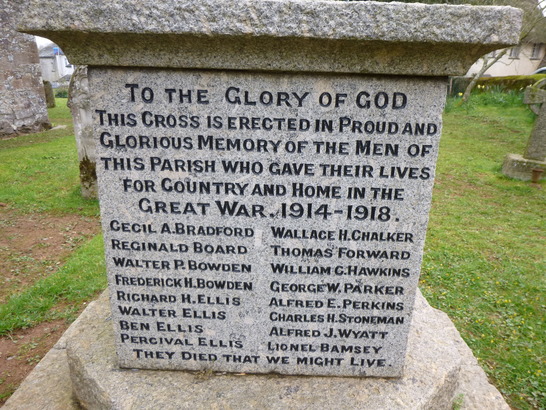 TO THE GLORY OF GOD
THIS CROSS IS ERECTED IN PROUD AND
GLORIOUS MEMORY OF THE MEN OF
THIS PARISH WHO GAVE THEIR LIVES
FOR COUNTRY AND HOME IN THE
GREAT WAR. 1914-1918.
CECIL A. BRADFORD
REGINALD BOARD
WALTER P. BOWDEN
FREDERICK H. BOWDEN
RICHARD H. ELLIS
WALTER ELLIS
BEN ELLIS
PERCIVAL ELLIS
WALLACE H. CHALKER
THOMAS FORWARD
WILLIAM G. HAWKINS
GEORGE W. PARKER
ALFRED E. PERKINS
CHARLES H. STONEMAN
ALFRED J. WYATT
LIONEL BAMSEY
THEY DIED THAT WE MIGHT LIVE.